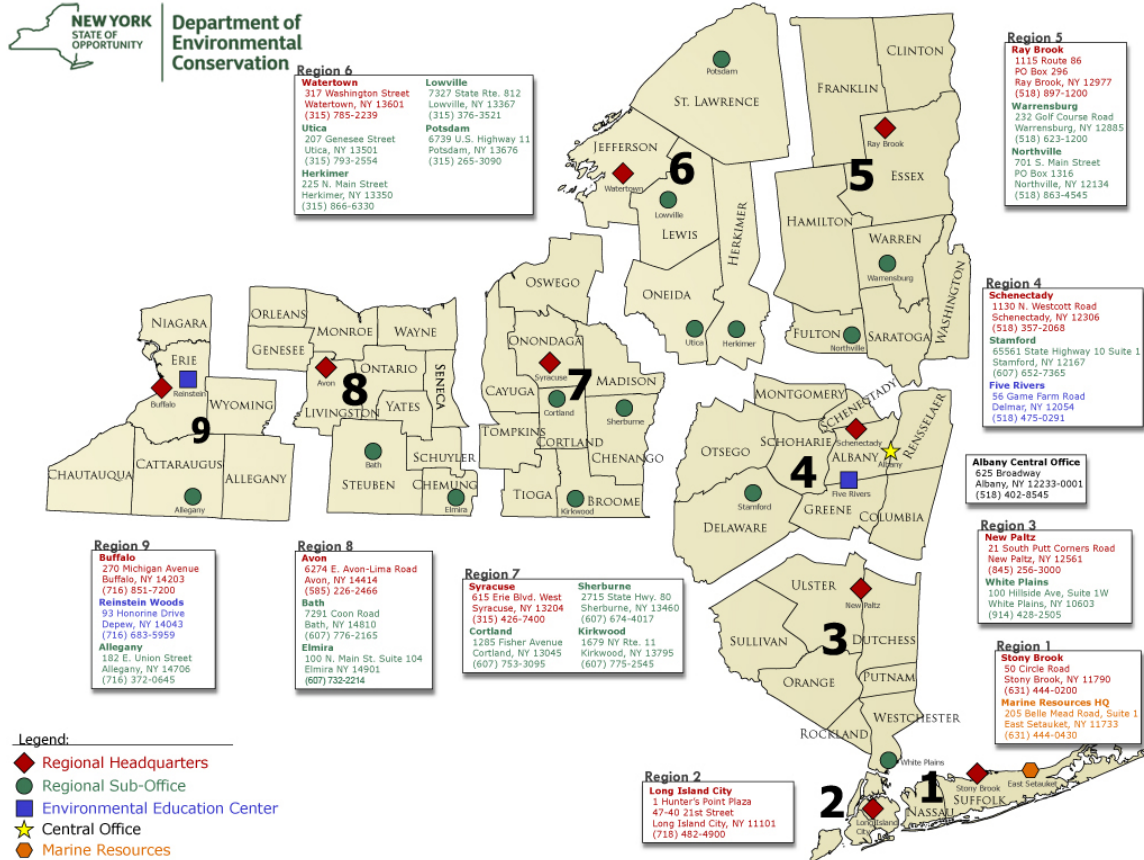 NEW YORK
STATE OF
OPPORTUNITY
Department of
Environmental
Conservation
Region 6
Watertown
317 Washington Street
Watertown, NY 13601
(315) 785-2239
Utica
207 Genesee Street
Utica, NY 13501
(315) 793-2554
Herkimer
225 N. Main Street
Herkimer, NY 13350
(315) 866-6330
Lowville
7327 State Rte. 812
Lowville, NY 13367
(315) 376-3521
Potsdam
6739 U.S. Highway 11
Potsdam, NY 13676
(315) 265-3090
Region 5
Ray Brook
1115 Route 86
PO Box 296
Ray Brook, NY 12977
(518) 897-1200
Warrensburg
232 Golf Course Road
Warrensburg, NY 12885
(518) 623-1200
Northville
701 S. Main Street
PO Box 1316
Northville, NY 12134
(518) 863-4545
Region 4
Schenectady
1130 N. Westcott Road
Schenectady, NY 12306
(518) 357-2068
Stamford
65561 State Highway 10 Suite 1
Stamford, NY 12167
(607) 652-7365
Five Rivers
56 Game Farm Road
Delmar, NY 12054
(518) 475-0291
Albany Central Office
625 Broadway
Albany, NY 12233-0001
(518) 402-8545
Region 3
New Paltz
21 South Putt Corners Road
New Paltz, NY 12561
(845) 256-3000
White Plains
100 Hillside Ave, Suite 1W
White Plains, NY 10603
(914) 428-2505
Region 1
Stony Brook
50 Circle Road
Stony Brook, NY 11790
(631) 444-0200
Marine Resources HQ
205 Belle Mead Road, Suite 1
East Setauket, NY 11733
(631) 444-0430
Region 2
Long Island City
1 Hunter's Point Plaza
47-40 21st Street
Long Island City, NY 11101
(718) 482-4900
Region 9
Buffalo
270 Michigan Avenue
Buffalo, NY 14203
(716) 851-7200
Reinstein Woods
93 Honorine Drive
Depew, NY 14043
(716) 683-5959
Allegany
182 E. Union Street
Allegany, NY 14706
(716) 372-0645
Region 8
Avon
6274 E. Avon-Lima Road
Avon, NY 14414
(585) 226-2466
Bath
7291 Coon Road
Bath, NY 14810
(607) 776-2165
Elmira
100 N. Main St. Suite 104
Elmira NY 14901
(607) 732-2214
Region 7
Syracuse
615 Erie Blvd. West
Syracuse, NY 13204
(315) 426-7400
Cortland
1285 Fisher Avenue
Cortland, NY 13045
(607) 753-3095
Sherburne
2715 State Hwy. 80
Sherburne, NY 13460
(607) 674-4017
Kirkwood
1679 NY Rte. 11
Kirkwood, NY 13795
(607) 775-2545
Potsdam
ST. LAWRENCE
JEFFERSON
Watertown
6
Lowville
LEWIS
HERKIMER
ONEIDA
Utica
Herkimer
CLINTON
FRANKLIN
Ray Brook
5
ESSEX
HAMILTON
WARREN
Warrensburg
WASHINGTON
FULTON
Northville
SARATOGA
OSWEGO
ONONDAGA
Syracuse
7
CAYUGA
MADISON
Cortland
Sherburne
TOMPKINS
CORTLAND
CHENANGO
TIOGA
Kirkwood
BROOME
ORLEANS
MONROE
WAYNE
GENESEE
ONTARIO
SENECA
Avon
8
LIVINGSTON
YATES
SCHUYLER
Bath
STEUBEN
CHEMUNG
Elmira
NIAGARA
ERIE
Reinstein
Buffalo
WYOMING
9
CHAUTAUQUA
CATTARAUGUS
ALLEGANY
Allegany
MONTGOMERY
SCHENECTADY
Schenectady
RENSSELAER
OTSEGO
SCHOHARIE
ALBANY
Albany
4
Five Rivers
Stamford
GREENE
COLUMBIA
DELAWARE
ULSTER
New Paltz
SULLIVAN
3
DUTCHESS
ORANGE
PUTNAM
WESTCHESTER
ROCKLAND
White Plains
2
Long Island
City
1
Stony Brook
East Setauket
SUFFOLK
NASSAU
Legend:
Regional Headquarters
Regional Sub-Office
Environmental Education Center
Central Office
Marine Resources